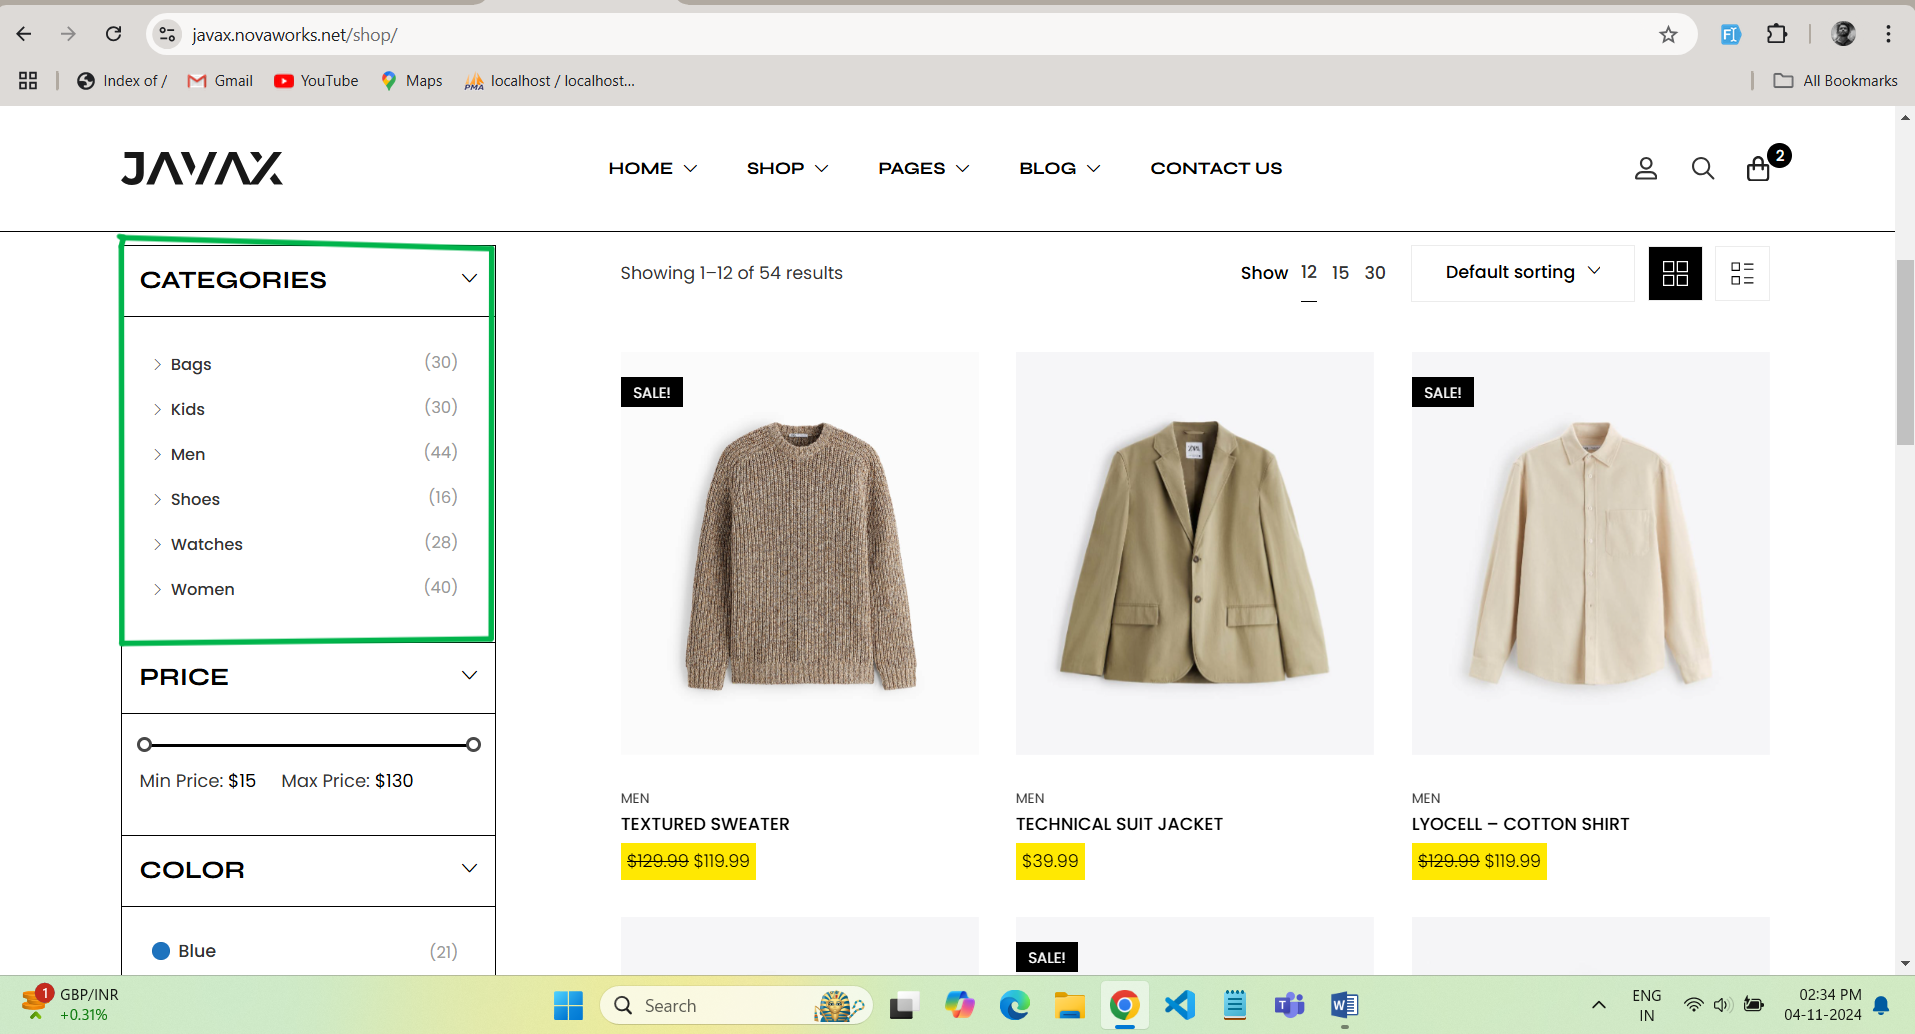 javax.novaworks.net/shop/
Index of /
Gmail
YouTube
Maps
localhost / localhost...
All Bookmarks
JAVAX
HOME
SHOP
PAGES
BLOG
CONTACT US
2
CATEGORIES
Bags (30)
Kids (30)
Men (44)
Shoes (16)
Watches (28)
Women (40)
PRICE
Min Price: $15 Max Price: $130
COLOR
Blue (21)
Showing 1–12 of 54 results
Show 12 15 30
Default sorting
SALE!
SALE!
MEN
TEXTURED SWEATER
$129.99 $119.99
MEN
TECHNICAL SUIT JACKET
$39.99
MEN
LYOCELL – COTTON SHIRT
$129.99 $119.99
SALE!
1
GBP/INR
+0.31%
Search
ENG
IN
02:34 PM
04-11-2024